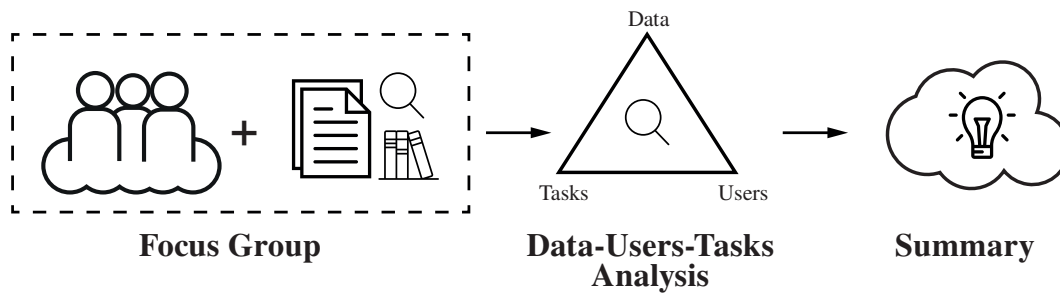 Data
Tasks
Users
Focus Group
Data-Users-Tasks
Analysis
Summary